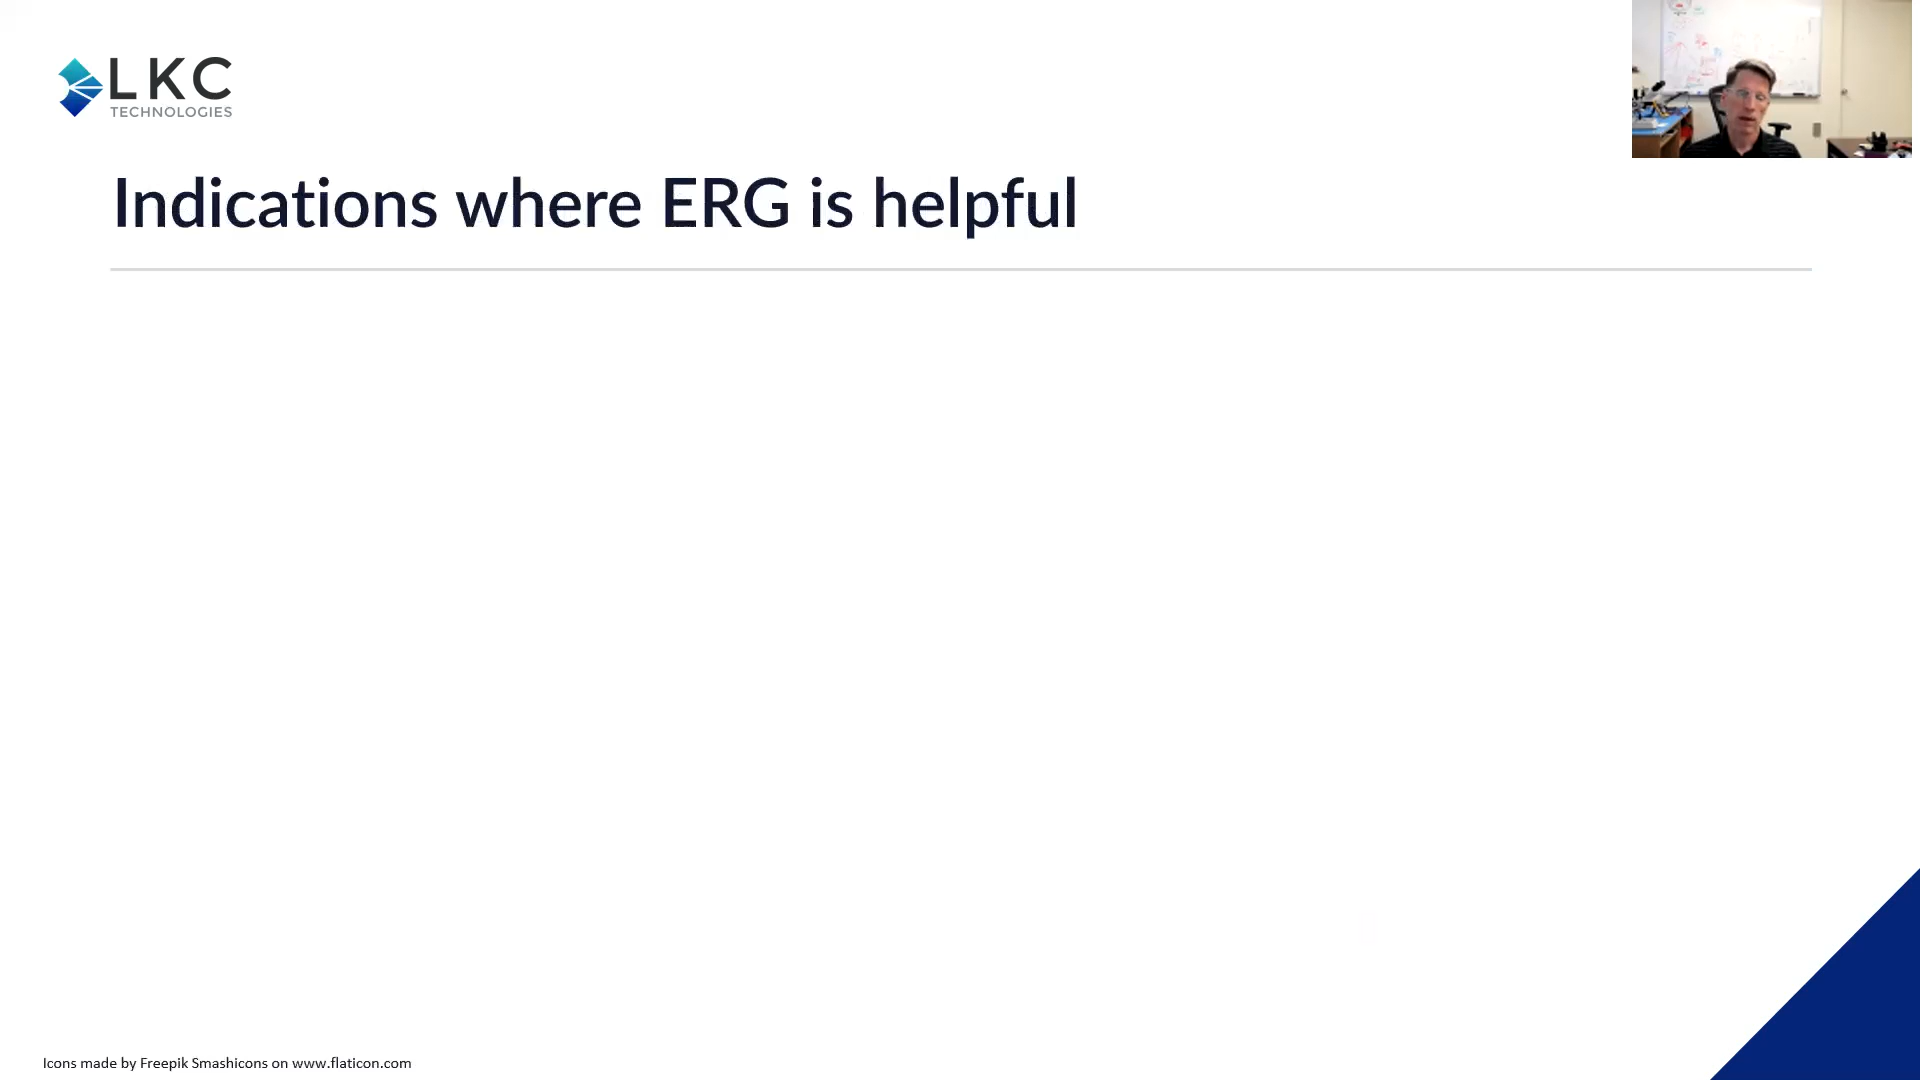 LKC
TECHNOLOGIES
Indications where ERG is helpful
Icons made by Freepik Smashicons on www.flaticon.com